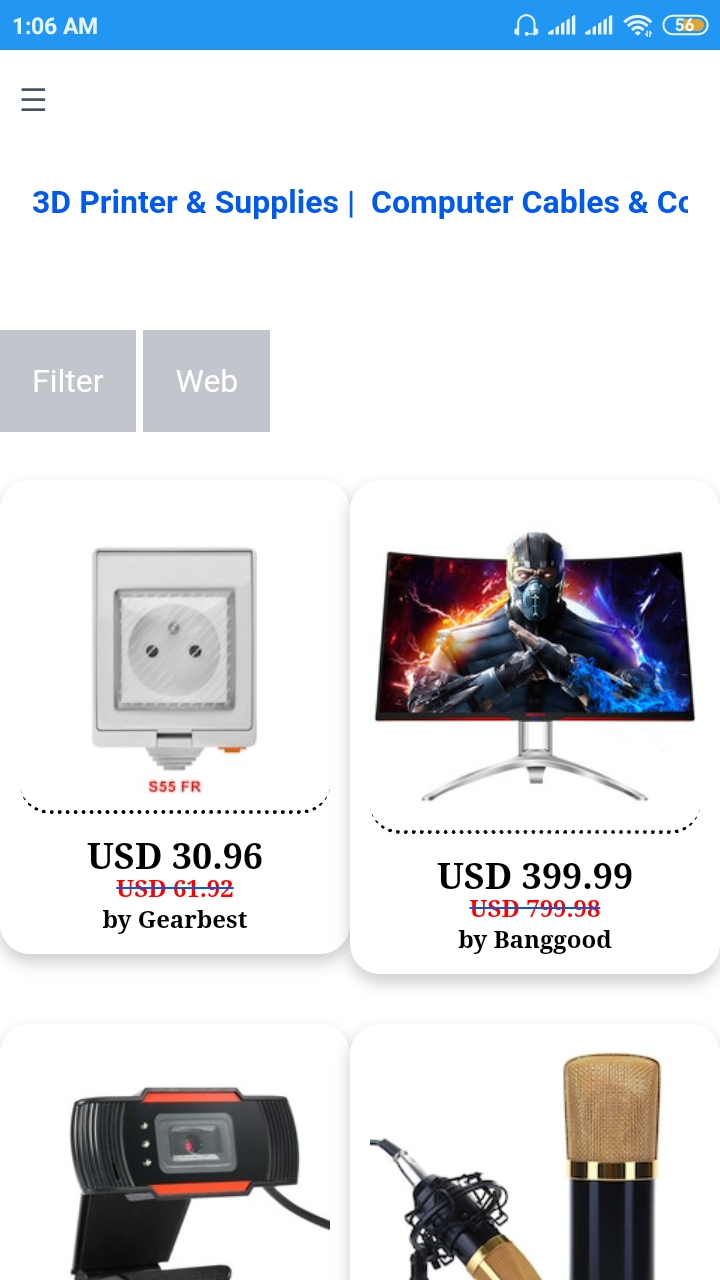 1:06 AM
56
☰
3D Printer & Supplies | Computer Cables & Co
Filter
Web
S55 FR
USD 30.96
USD 61.92
by Gearbest
USD 399.99
USD 799.98
by Banggood